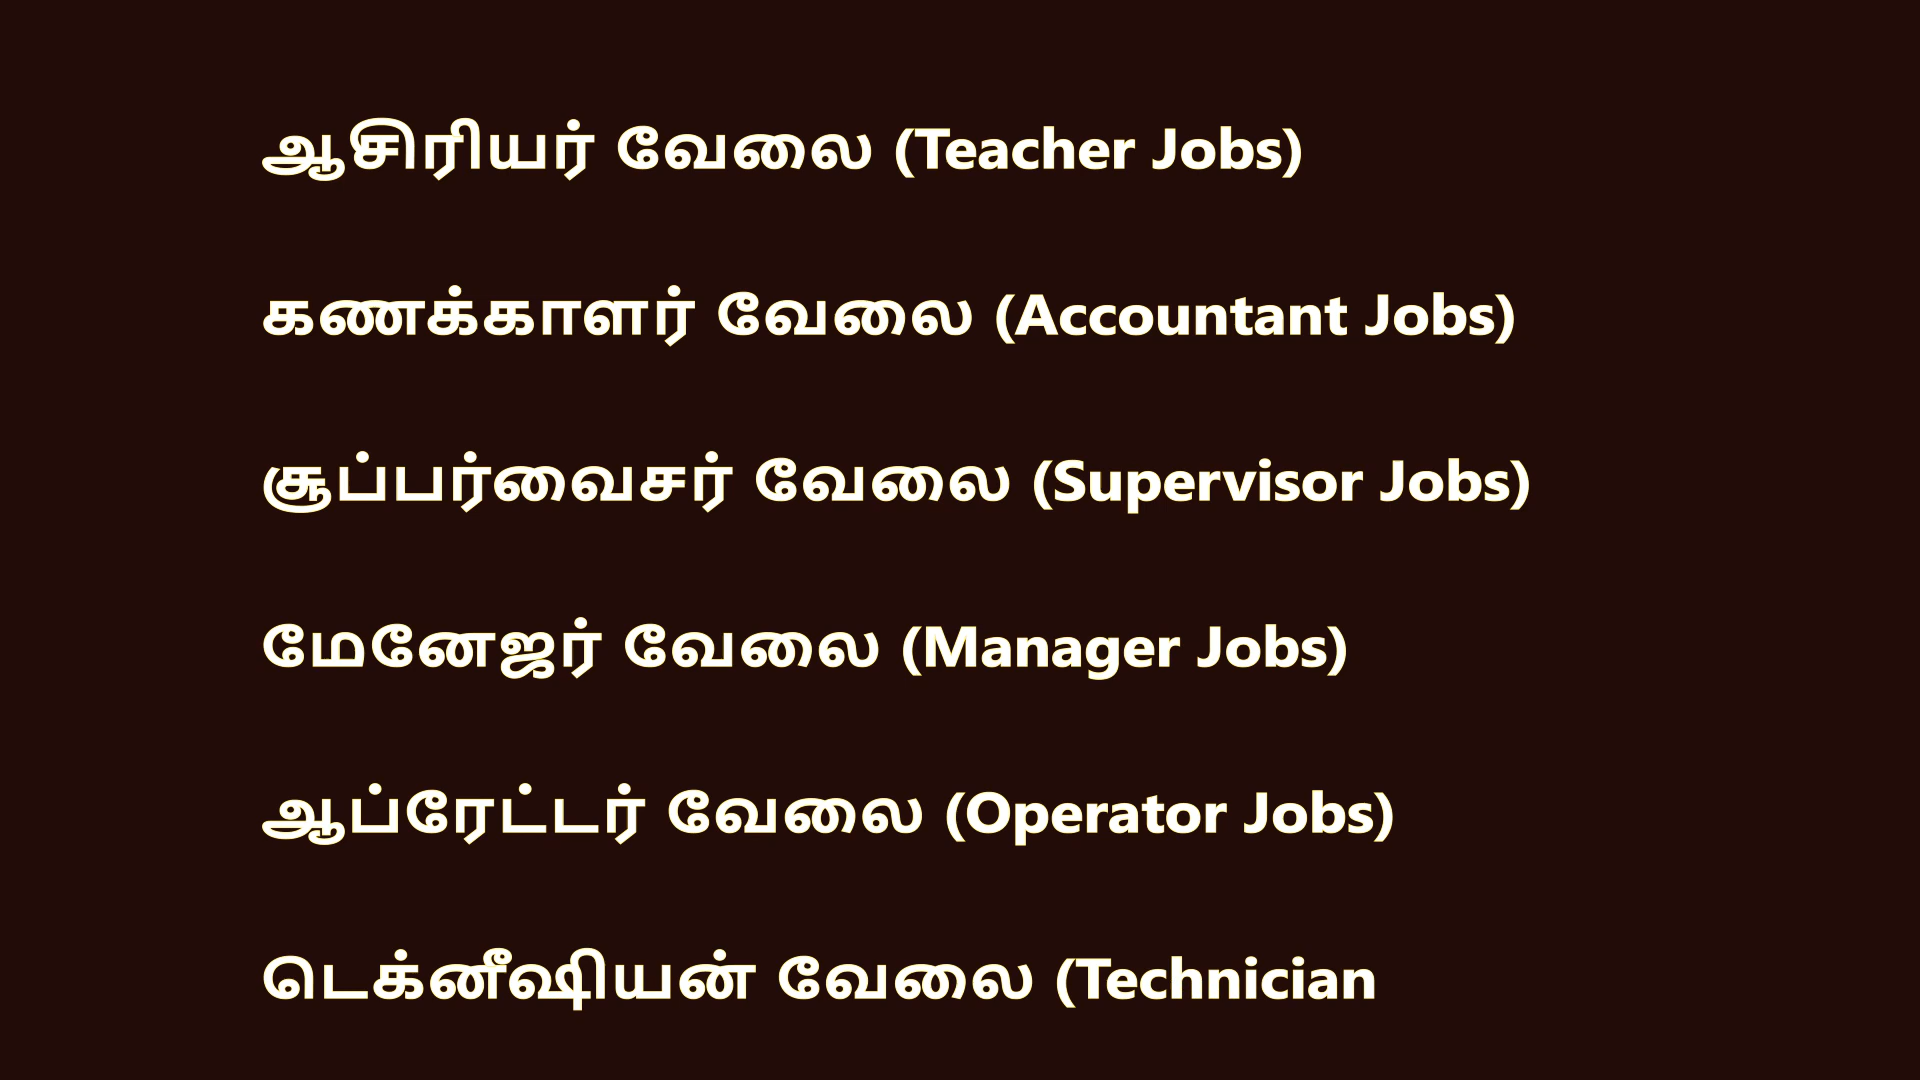 ஆசிரியர் வேலை (Teacher Jobs)
கணக்காளர் வேலை (Accountant Jobs)
சூப்பர்வைசர் வேலை (Supervisor Jobs)
மேனேஜர் வேலை (Manager Jobs)
ஆப்ரேட்டர் வேலை (Operator Jobs)
டெக்னீஷியன் வேலை (Technician